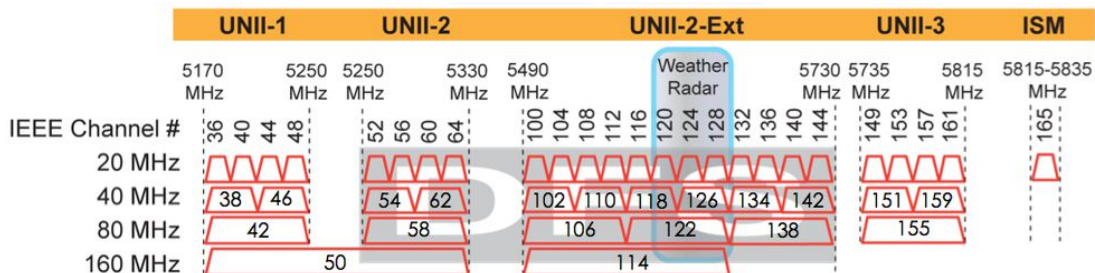 UNII-1 UNII-2 UNII-2-Ext UNII-3 ISM
5170 MHz 5250 MHz 5250 MHz 5330 MHz 5490 MHz Weather Radar 5730 MHz 5735 MHz 5815 MHz 5815-5835 MHz
IEEE Channel # 36 40 44 48 52 56 60 64 100 104 108 112 116 120 124 128 132 136 140 144 149 153 157 161 165
20 MHz
40 MHz 38 46 54 62 102 110 118 126 134 142 151 159
80 MHz 42 58 106 122 138 155
160 MHz 50 114
DFS